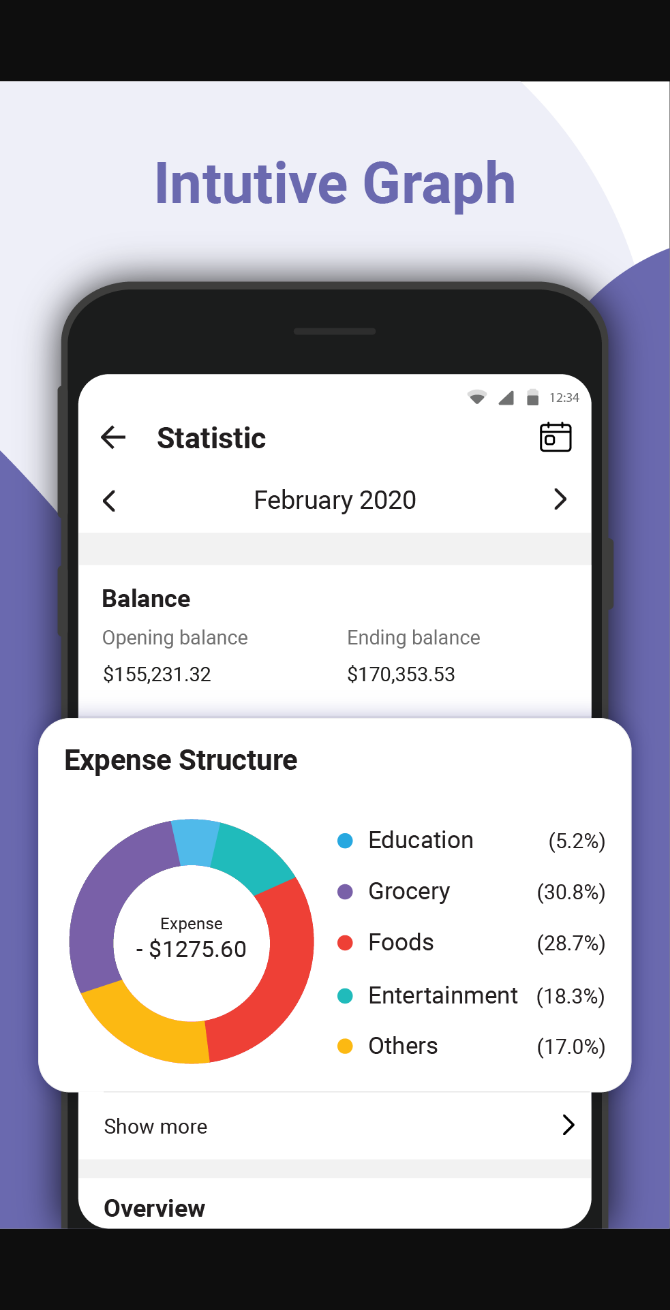 Intutive Graph
12:34
Statistic
February 2020
Balance
Opening balance
Ending balance
$155,231.32
$170,353.53
Expense Structure
Expense
- $1275.60
Education (5.2%)
Grocery (30.8%)
Foods (28.7%)
Entertainment (18.3%)
Others (17.0%)
Show more
Overview